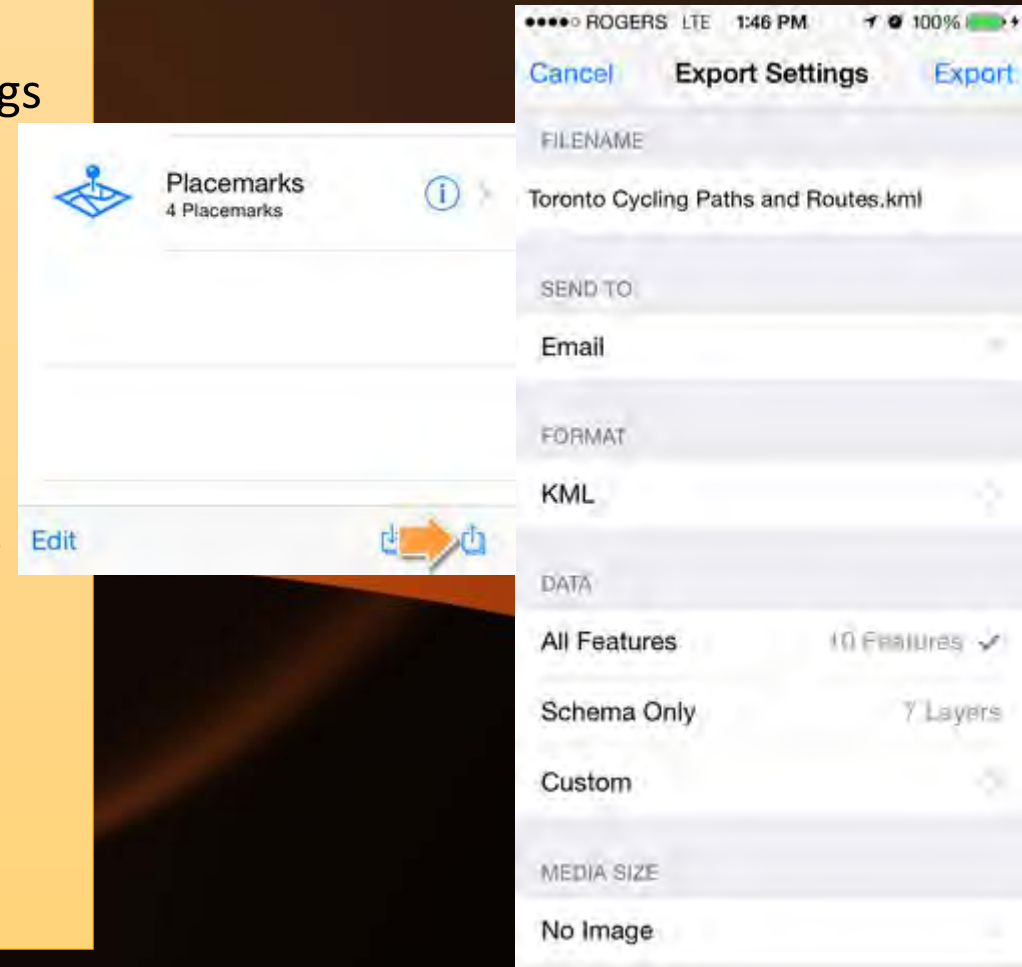 gs
Placemarks
4 Placemarks
Edit
ROGERS LTE 1:46 PM 100%
Cancel Export Settings Export
FILENAME
Toronto Cycling Paths and Routes.kml
SEND TO
Email
FORMAT
KML
DATA
All Features 10 Features
Schema Only 7 Layers
Custom
MEDIA SIZE
No Image